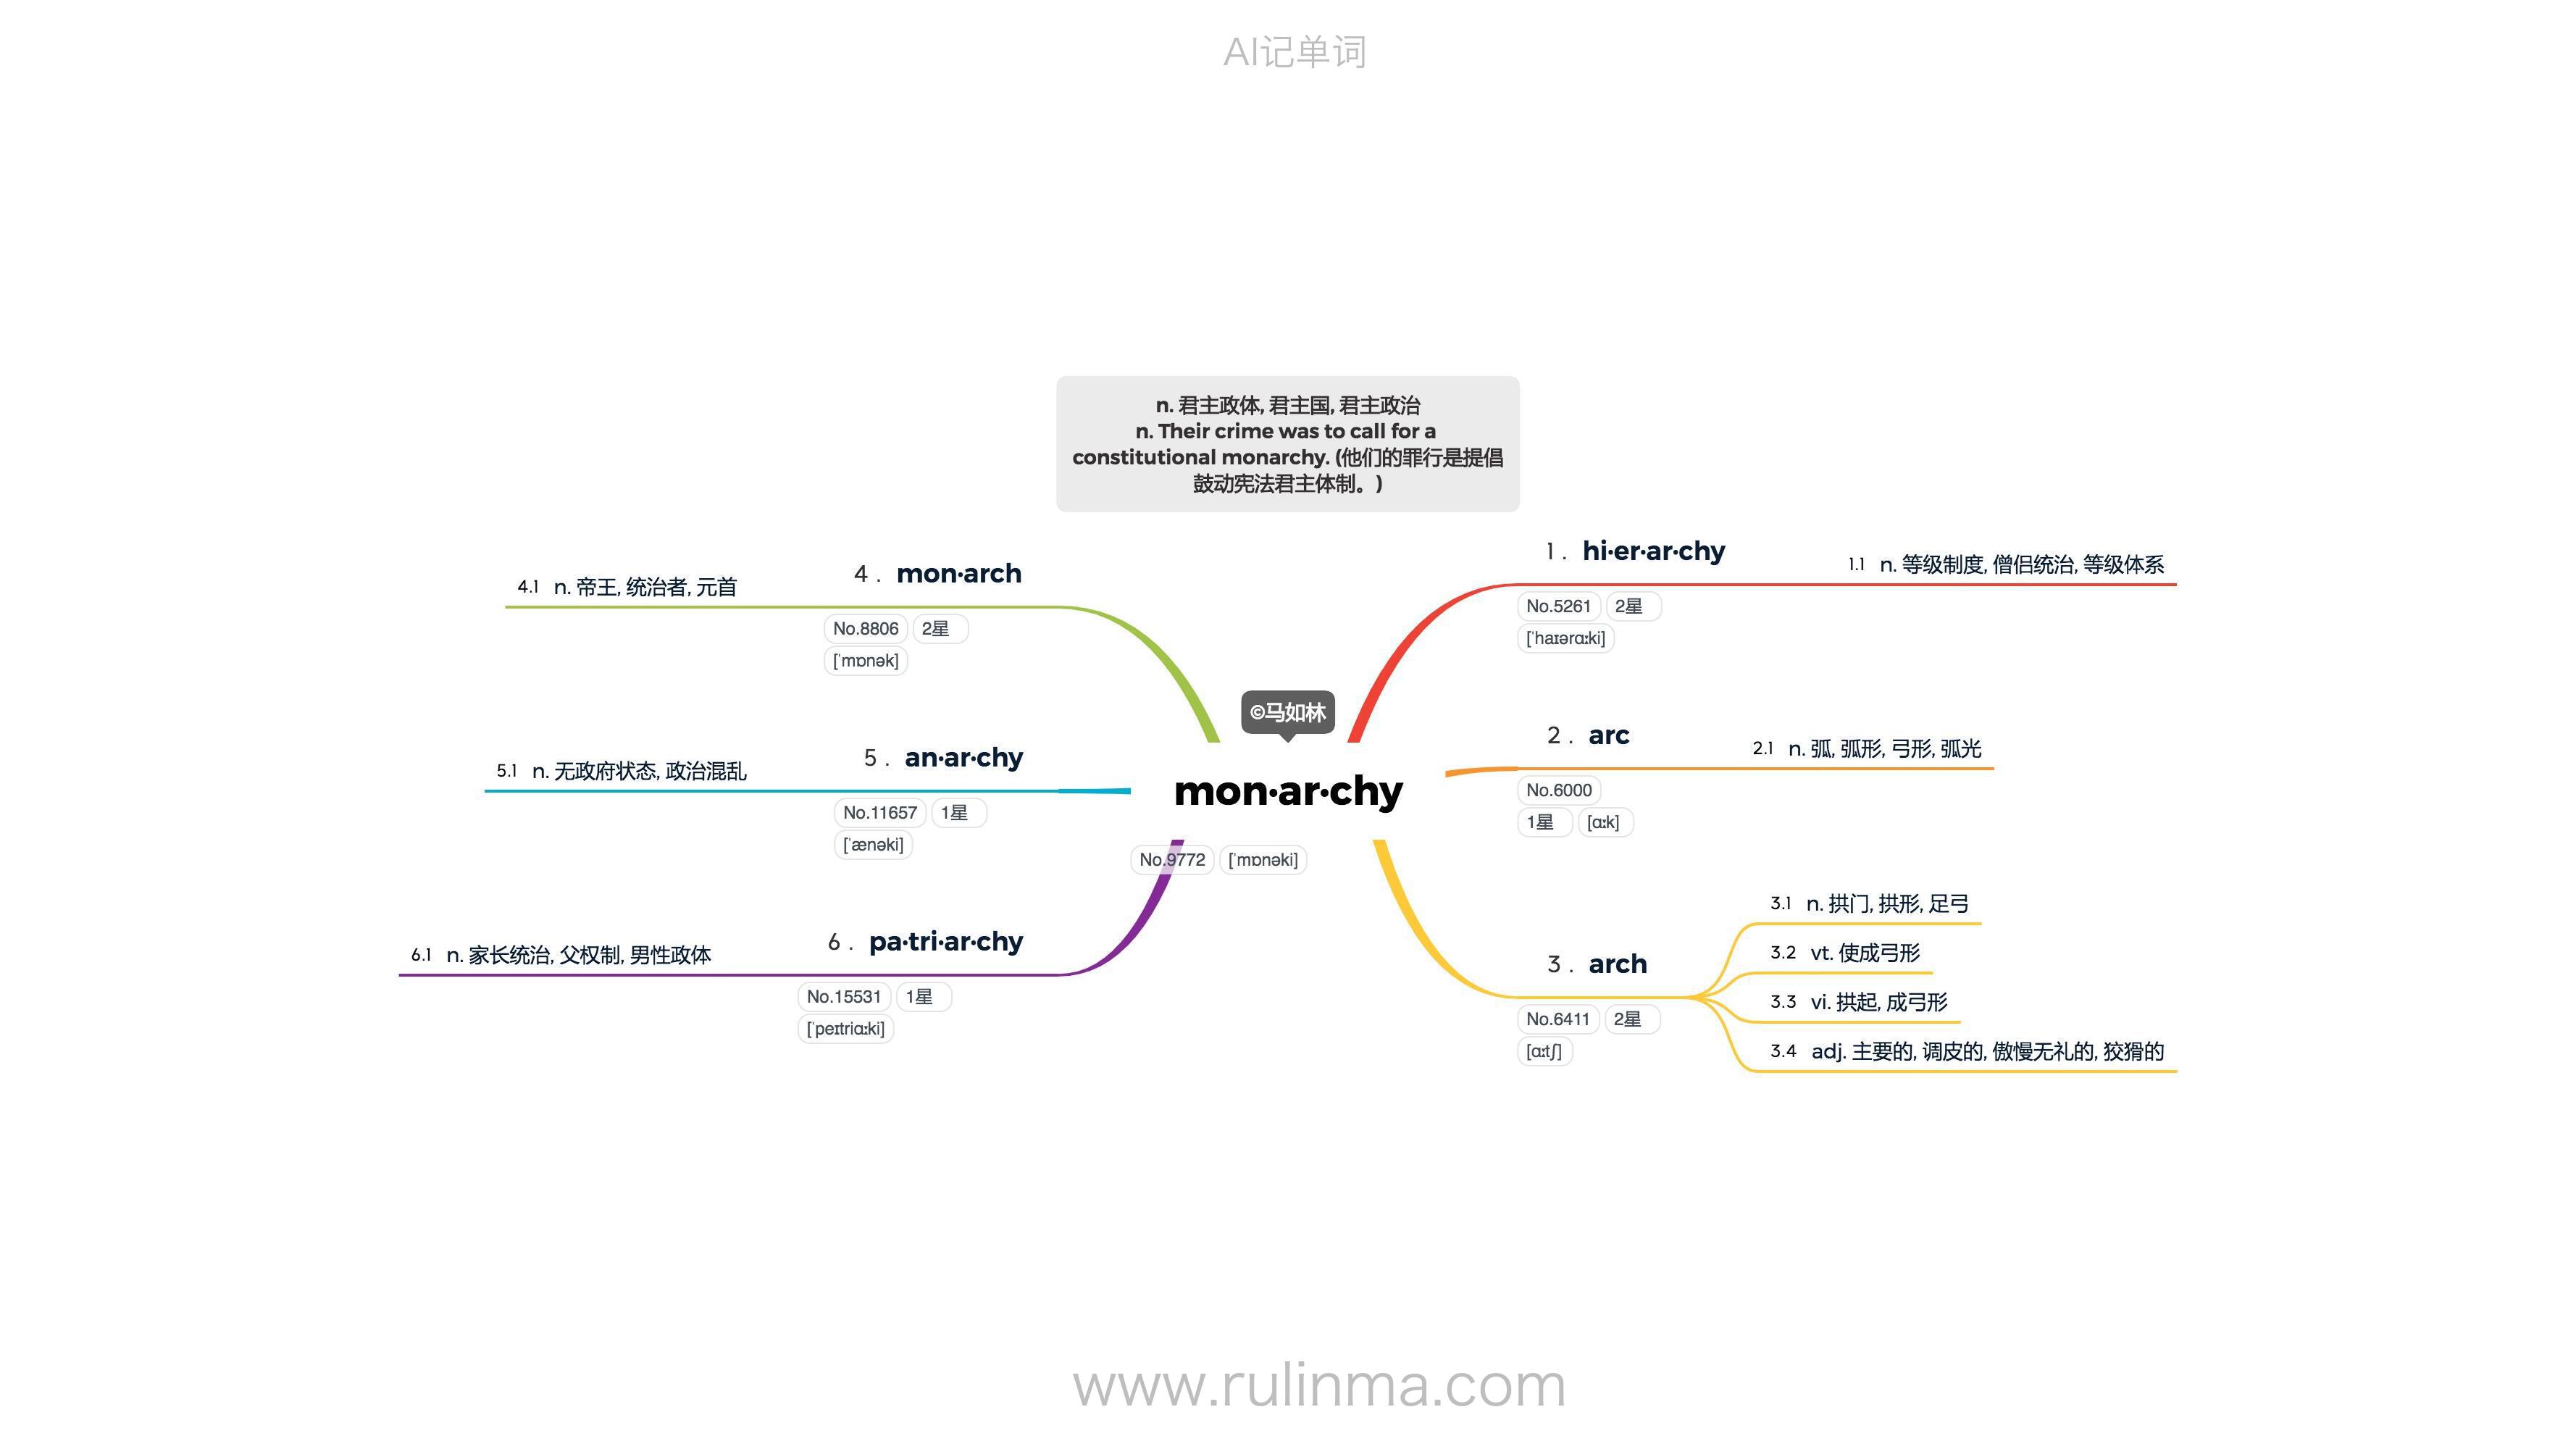 AI记单词
n. 君主政体, 君主国, 君主政治
n. Their crime was to call for a
constitutional monarchy. (他们的罪行是提倡
鼓动宪法君主体制。)
©马如林
mon·ar·chy
No.9772 [ˈmɒnəki]
1 . hi·er·ar·chy
No.5261 2星
[ˈhaɪərɑːki]
1.1 n. 等级制度, 僧侣统治, 等级体系
2 . arc
No.6000
1星 [ɑːk]
2.1 n. 弧, 弧形, 弓形, 弧光
3 . arch
No.6411 2星
[ɑːtʃ]
3.1 n. 拱门, 拱形, 足弓
3.2 vt. 使成弓形
3.3 vi. 拱起, 成弓形
3.4 adj. 主要的, 调皮的, 傲慢无礼的, 狡猾的
4 . mon·arch
No.8806 2星
[ˈmɒnək]
4.1 n. 帝王, 统治者, 元首
5 . an·ar·chy
No.11657 1星
[ˈænəki]
5.1 n. 无政府状态, 政治混乱
6 . pa·tri·ar·chy
No.15531 1星
[ˈpeɪtriɑːki]
6.1 n. 家长统治, 父权制, 男性政体
www.rulinma.com